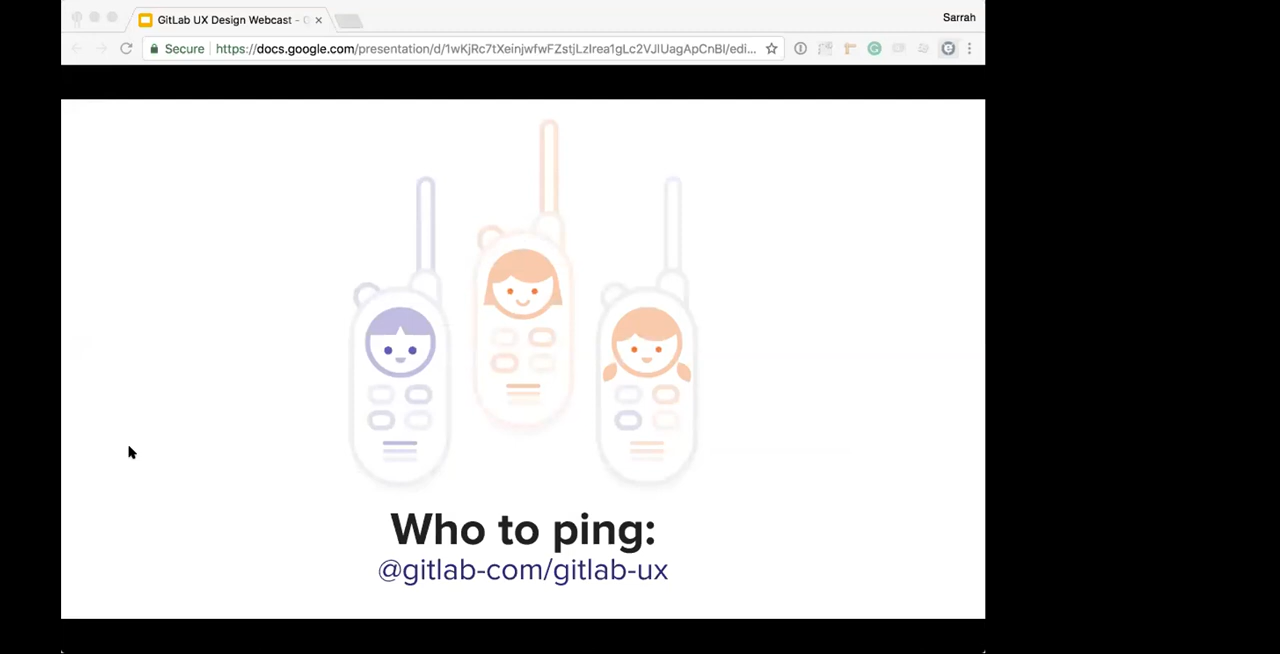 GitLab UX Design Webcast - G
Sarrah
Secure
https://docs.google.com/presentation/d/1wKjRc7tXeinjwfwFZstjLzIrea1gLc2VJlUagApCnBI/edi...
Who to ping:
@gitlab-com/gitlab-ux